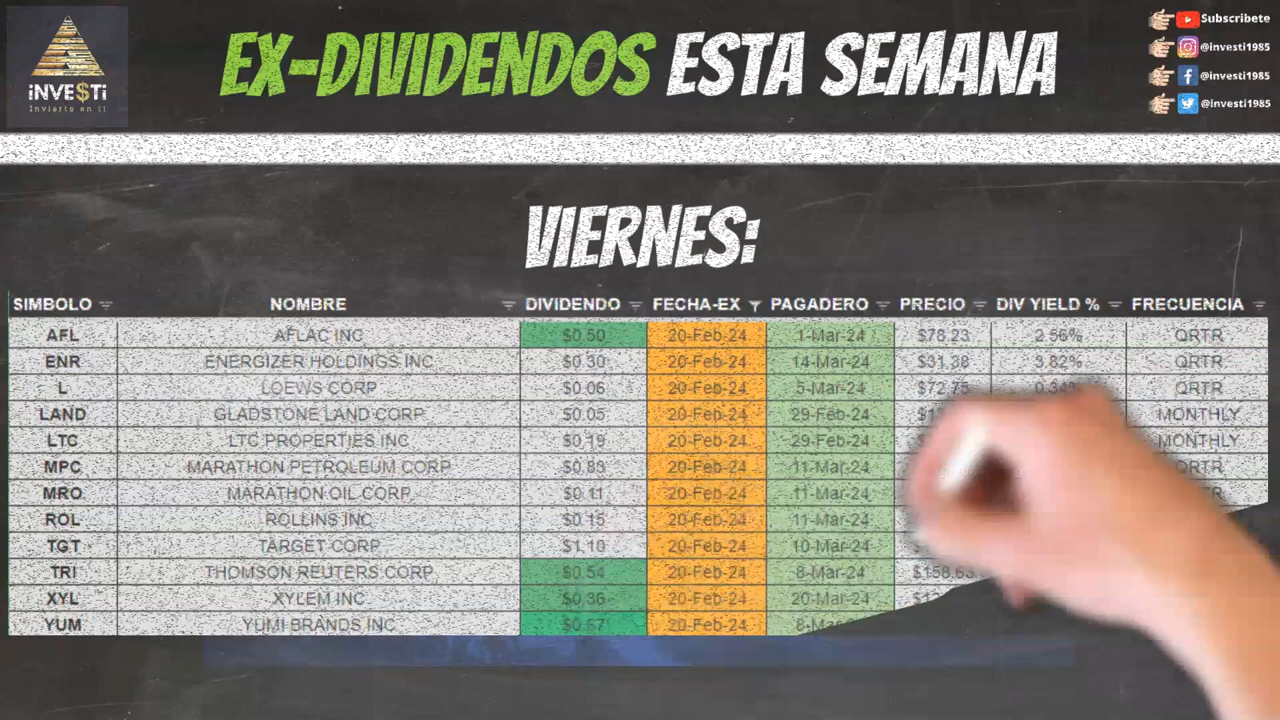 iNVE$Ti
Invierte en ti
EX-DIVIDENDOS ESTA SEMANA
Subscribete
@investi1985
@investi1985
@investi1985
VIERNES:
SIMBOLO NOMBRE DIVIDENDO FECHA-EX PAGADERO PRECIO DIV YIELD % FRECUENCIA
AFL AFLAC INC $0.50 20-Feb-24 1-Mar-24 $78.23 2.56% QRTR
ENR ENERGIZER HOLDINGS INC $0.30 20-Feb-24 14-Mar-24 $31.38 3.82% QRTR
L LOEWS CORP $0.06 20-Feb-24 5-Mar-24 $72.75 0.34% QRTR
LAND GLADSTONE LAND CORP $0.05 20-Feb-24 29-Feb-24 MONTHLY
LTC LTC PROPERTIES INC $0.19 20-Feb-24 29-Feb-24 MONTHLY
MPC MARATHON PETROLEUM CORP $0.83 20-Feb-24 11-Mar-24 QRTR
MRO MARATHON OIL CORP $0.11 20-Feb-24 11-Mar-24
ROL ROLLINS INC $0.15 20-Feb-24 11-Mar-24
TGT TARGET CORP $1.10 20-Feb-24 10-Mar-24
TRI THOMSON REUTERS CORP $0.54 20-Feb-24 8-Mar-24 $158.63
XYL XYLEM INC $0.36 20-Feb-24 20-Mar-24
YUM YUM! BRANDS INC $0.67 20-Feb-24